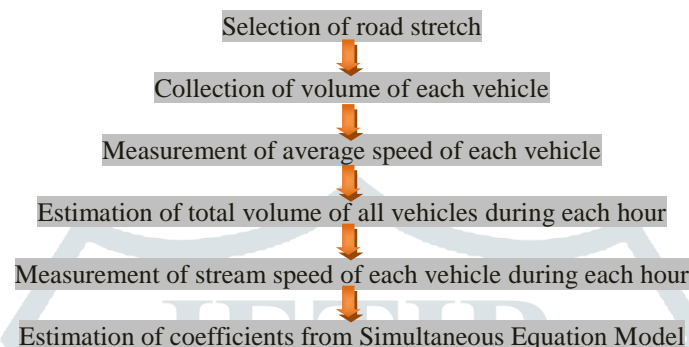 Selection of road stretch
Collection of volume of each vehicle
Measurement of average speed of each vehicle
Estimation of total volume of all vehicles during each hour
Measurement of stream speed of each vehicle during each hour
Estimation of coefficients from Simultaneous Equation Model